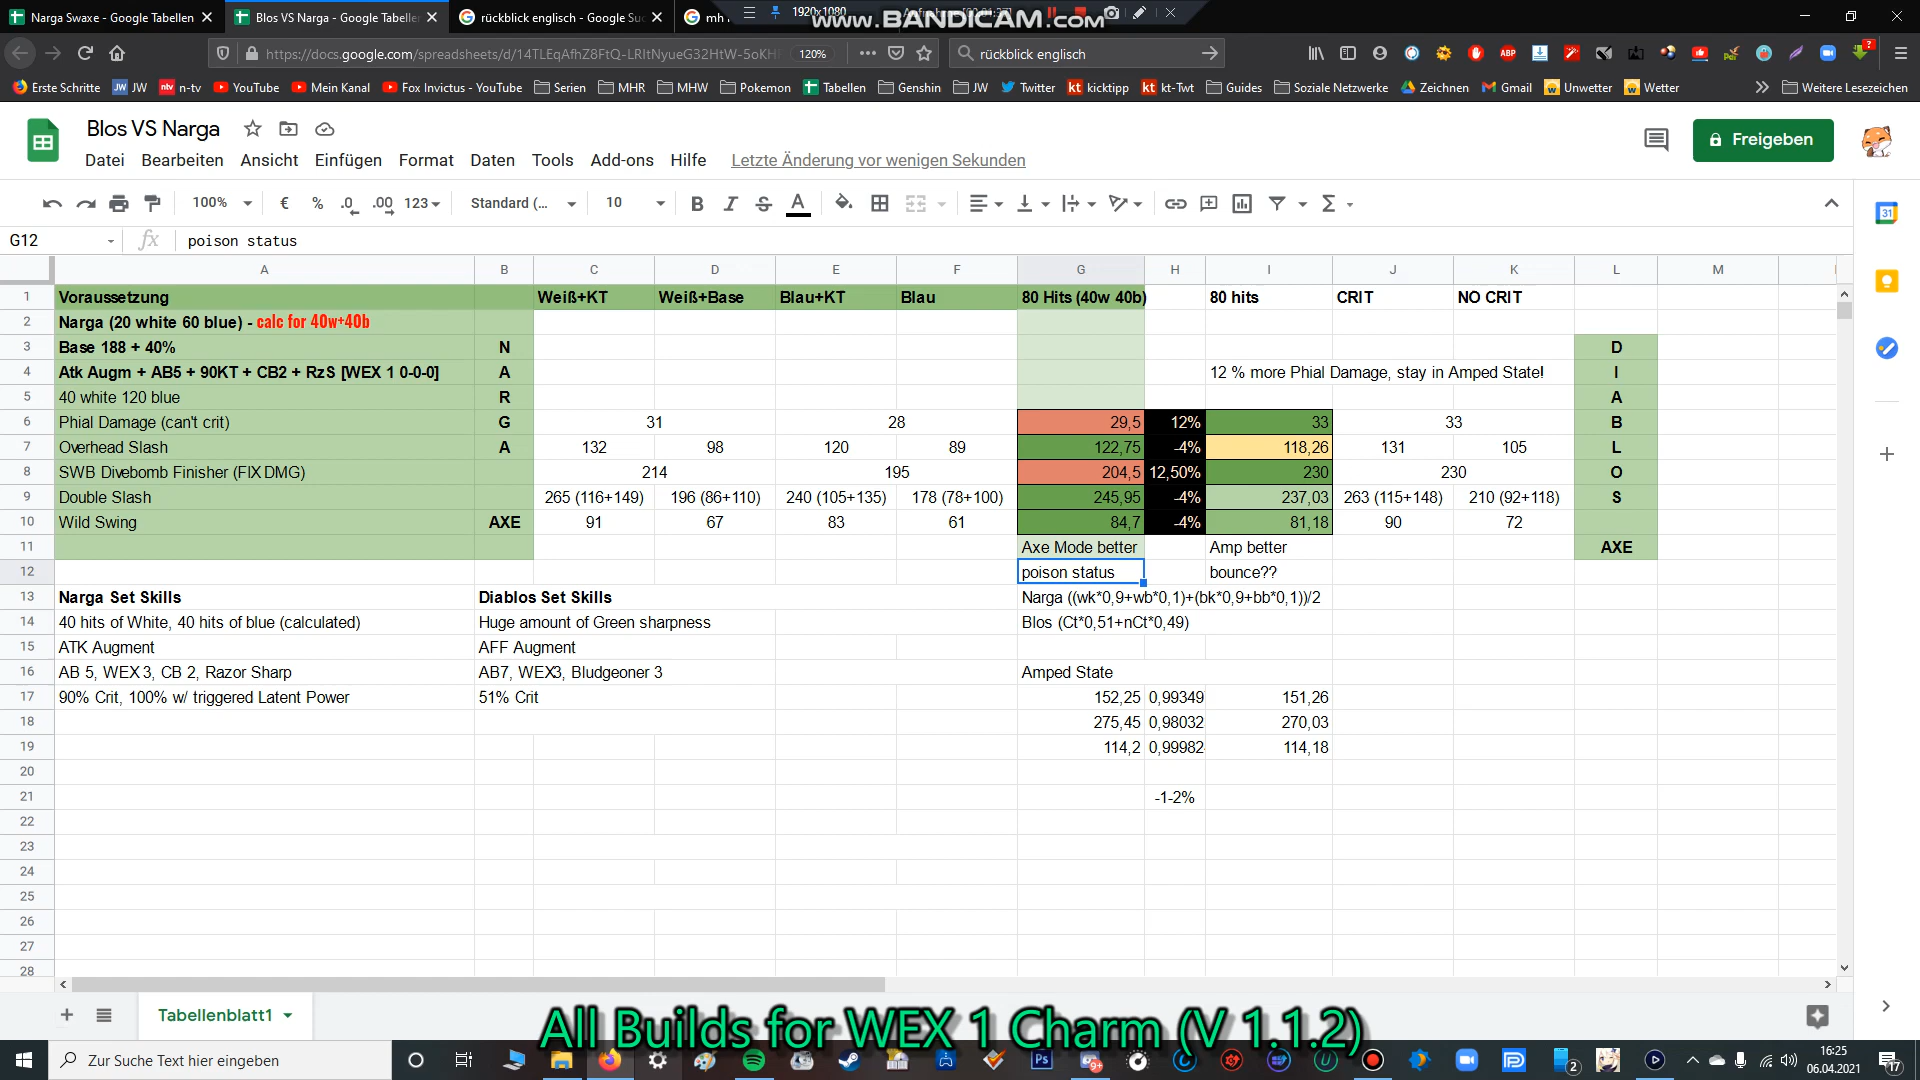 Narga Swaxe - Google Tabellen
Blos VS Narga - Google Tabellen
rückblick englisch - Google Suc
mh r
1920x1080
www.BANDICAM.com
https://docs.google.com/spreadsheets/d/14TLEqAfhZ8FtQ-LRItNyueG32HtW-5oKHF
120%
rückblick englisch
Erste Schritte
JW
n-tv
YouTube
Mein Kanal
Fox Invictus - YouTube
Serien
MHR
MHW
Pokemon
Tabellen
Genshin
JW
Twitter
kicktipp
kt-Twt
Guides
Soziale Netzwerke
Zeichnen
Gmail
Unwetter
Wetter
Weitere Lesezeichen
Blos VS Narga
Freigeben
Datei Bearbeiten Ansicht Einfügen Format Daten Tools Add-ons Hilfe Letzte Änderung vor wenigen Sekunden
100% € % .0 .00 123 Standard (... 10 B I S A
G12 fx poison status
A B C D E F G H I J K L M
1 Voraussetzung Weiß+KT Weiß+Base Blau+KT Blau 80 Hits (40w 40b) 80 hits CRIT NO CRIT
2 Narga (20 white 60 blue) - calc for 40w+40b
3 Base 188 + 40% N D
4 Atk Augm + AB5 + 90KT + CB2 + RzS [WEX 1 0-0-0] A 12 % more Phial Damage, stay in Amped State! I
5 40 white 120 blue R A
6 Phial Damage (can't crit) G 31 28 29,5 12% 33 33 B
7 Overhead Slash A 132 98 120 89 122,75 -4% 118,26 131 105 L
8 SWB Divebomb Finisher (FIX DMG) 214 195 204,5 12,50% 230 230 O
9 Double Slash 265 (116+149) 196 (86+110) 240 (105+135) 178 (78+100) 245,95 -4% 237,03 263 (115+148) 210 (92+118) S
10 Wild Swing AXE 91 67 83 61 84,7 -4% 81,18 90 72
11 Axe Mode better Amp better AXE
12 poison status bounce??
13 Narga Set Skills Diablos Set Skills Narga ((wk*0,9+wb*0,1)+(bk*0,9+bb*0,1))/2
14 40 hits of White, 40 hits of blue (calculated) Huge amount of Green sharpness Blos (Ct*0,51+nCt*0,49)
15 ATK Augment AFF Augment
16 AB 5, WEX 3, CB 2, Razor Sharp AB7, WEX3, Bludgeoner 3 Amped State
17 90% Crit, 100% w/ triggered Latent Power 51% Crit 152,25 0,99349 151,26
18 275,45 0,98032 270,03
19 114,2 0,99982 114,18
20
21 -1-2%
22
23
24
25
26
27
28
Tabellenblatt1
All Builds for WEX 1 Charm (V 1.1.2)
Zur Suche Text hier eingeben
16:25
06.04.2021